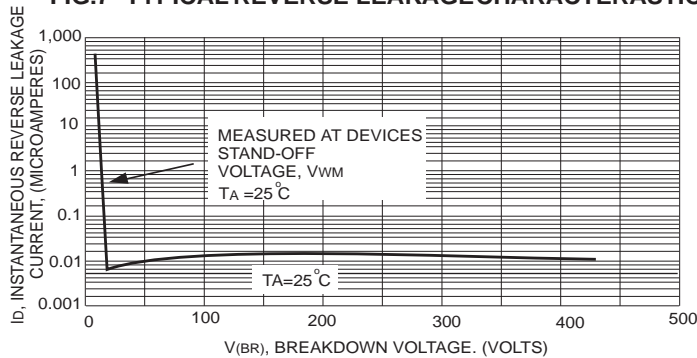 FIG.7- TYPICAL REVERSE LEAKAGE CHARACTERASTIC
ID, INSTANTANEOUS REVERSE LEAKAGE
CURRENT, (MICROAMPERES)
1,000
100
10
1
0.1
0.01
0.001
MEASURED AT DEVICES
STAND-OFF
VOLTAGE, VWM
TA =25°C
TA=25°C
0
100
200
300
400
500
V(BR), BREAKDOWN VOLTAGE. (VOLTS)